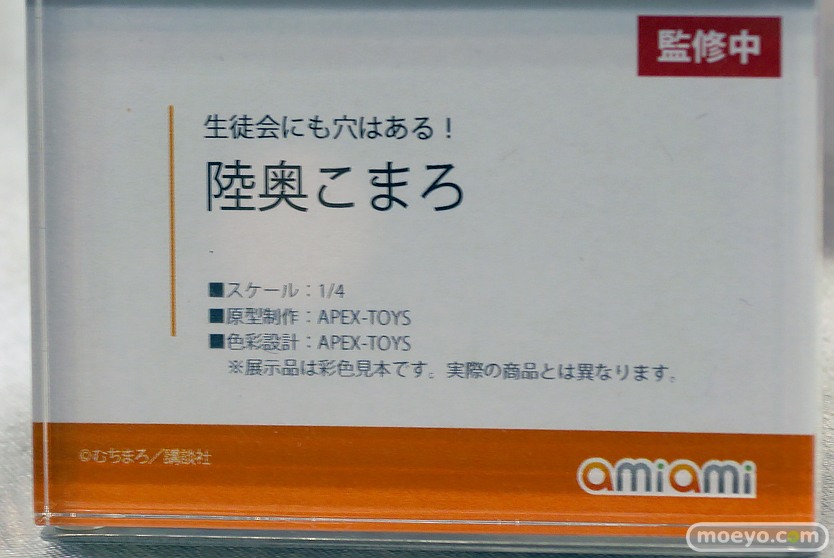 監修中
生徒会にも穴はある！
陸奥こまろ
■スケール：1/4
■原型制作：APEX-TOYS
■色彩設計：APEX-TOYS
※展示品は彩色見本です。実際の商品とは異なります。
©むちまろ／講談社
amiami
moeyo.com